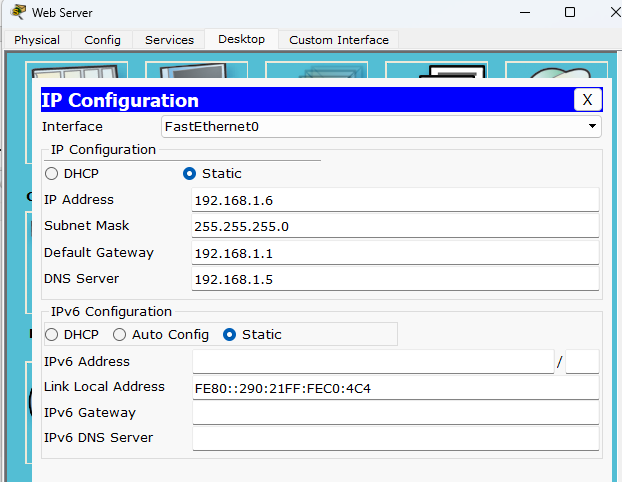 Web Server
Physical Config Services Desktop Custom Interface
IP Configuration X
Interface FastEthernet0
IP Configuration
DHCP Static
IP Address 192.168.1.6
Subnet Mask 255.255.255.0
Default Gateway 192.168.1.1
DNS Server 192.168.1.5
IPv6 Configuration
DHCP Auto Config Static
IPv6 Address /
Link Local Address FE80::290:21FF:FEC0:4C4
IPv6 Gateway
IPv6 DNS Server